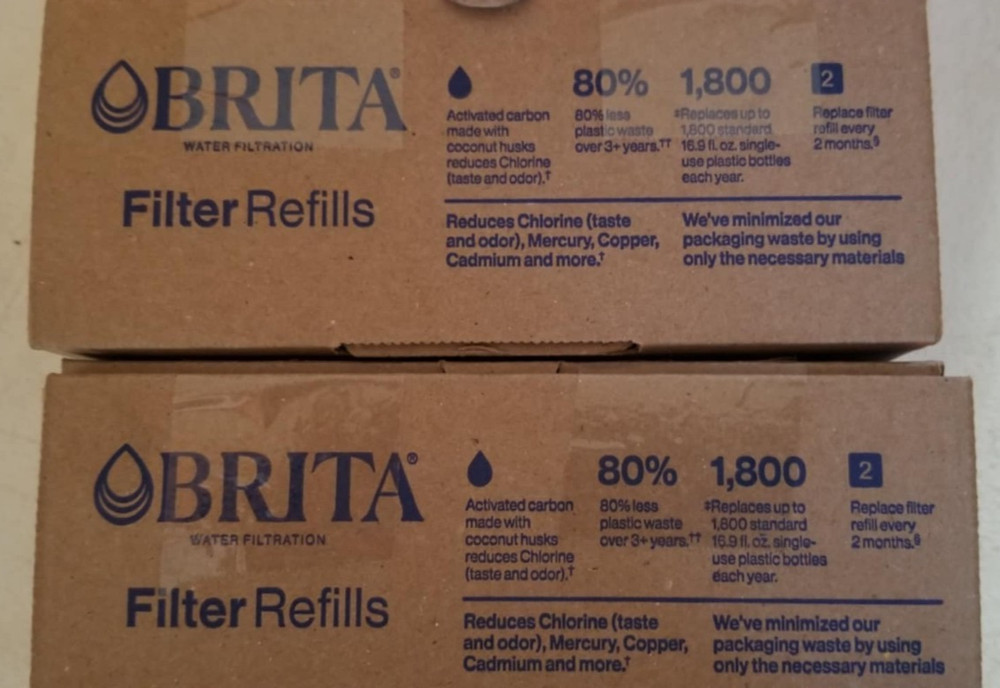 BRITA®
WATER FILTRATION
Filter Refills
Activated carbon
made with
coconut husks
reduces Chlorine
(taste and odor).†
80%
80% less
plastic waste
over 3+ years.††
1,800
‡Replaces up to
1,800 standard
16.9 fl. oz. single-
use plastic bottles
each year.
2
Replace filter
refill every
2 months.§
Reduces Chlorine (taste
and odor), Mercury, Copper,
Cadmium and more.†
We've minimized our
packaging waste by using
only the necessary materials
BRITA®
WATER FILTRATION
Filter Refills
Activated carbon
made with
coconut husks
reduces Chlorine
(taste and odor).†
80%
80% less
plastic waste
over 3+ years.††
1,800
‡Replaces up to
1,800 standard
16.9 fl. oz. single-
use plastic bottles
each year.
2
Replace filter
refill every
2 months.§
Reduces Chlorine (taste
and odor), Mercury, Copper,
Cadmium and more.†
We've minimized our
packaging waste by using
only the necessary materials